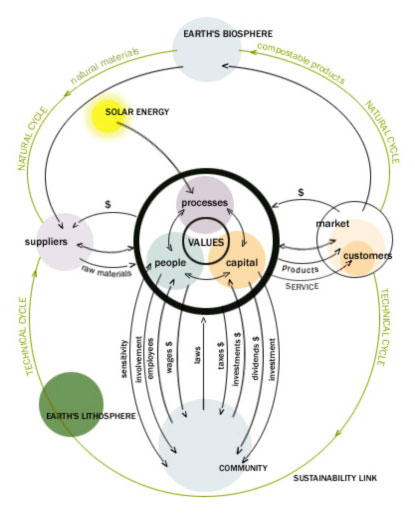 EARTH'S BIOSPHERE
natural materials
compostable products
SOLAR ENERGY
NATURAL CYCLE
NATURAL CYCLE
processes
$
$
market
suppliers
VALUES
customers
people
capital
raw materials
products
SERVICE
TECHNICAL CYCLE
TECHNICAL CYCLE
sensitivity
involvement
employees
wages $
laws
taxes $
investments $
dividends $
investment
EARTH'S LITHOSPHERE
COMMUNITY
SUSTAINABILITY LINK